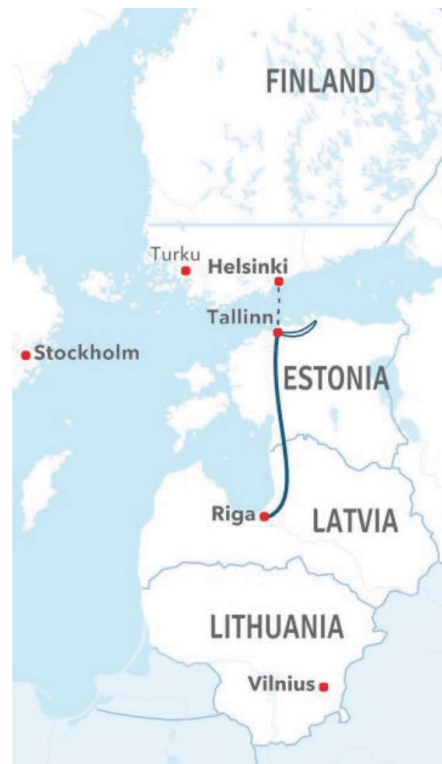 FINLAND
Turku
Helsinki
Tallinn
Stockholm
ESTONIA
Riga
LATVIA
LITHUANIA
Vilnius